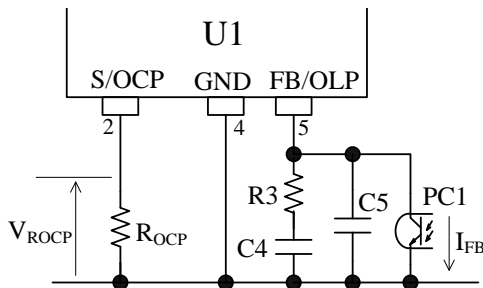 U1
S/OCP GND FB/OLP
2 4 5
R3
C5
PC1
VROCP
ROCP
C4
IFB